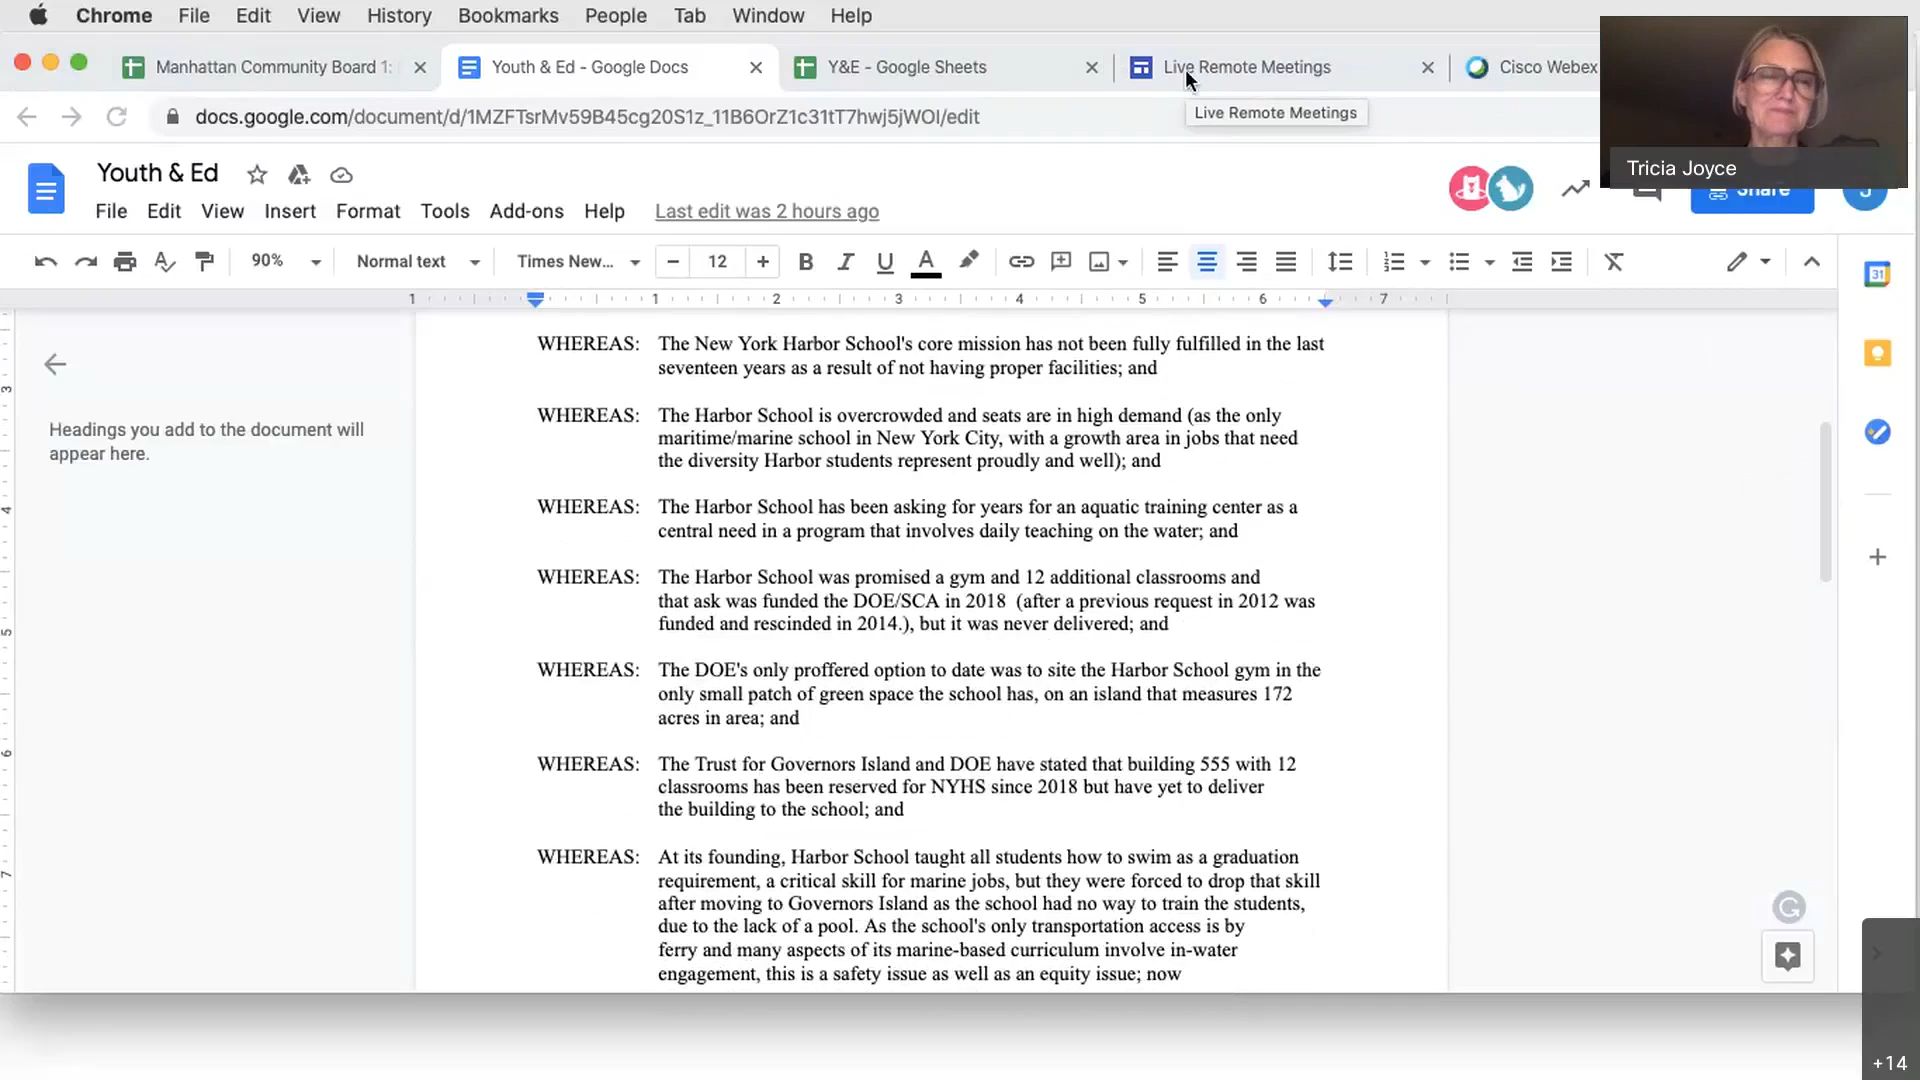 Chrome File Edit View History Bookmarks People Tab Window Help
Manhattan Community Board 1:
Youth & Ed - Google Docs
Y&E - Google Sheets
Live Remote Meetings
Cisco Webex
docs.google.com/document/d/1MZFTsrMv59B45cg20S1z_11B6OrZ1c31tT7hwj5jWOI/edit
Live Remote Meetings
Tricia Joyce
Youth & Ed
Share
File Edit View Insert Format Tools Add-ons Help Last edit was 2 hours ago
90% Normal text Times New... 12 B I U A
31
1 1 2 3 4 5 6 7
3
4
5
6
7
Headings you add to the document will
appear here.
WHEREAS: The New York Harbor School's core mission has not been fully fulfilled in the last
seventeen years as a result of not having proper facilities; and
WHEREAS: The Harbor School is overcrowded and seats are in high demand (as the only
maritime/marine school in New York City, with a growth area in jobs that need
the diversity Harbor students represent proudly and well); and
WHEREAS: The Harbor School has been asking for years for an aquatic training center as a
central need in a program that involves daily teaching on the water; and
WHEREAS: The Harbor School was promised a gym and 12 additional classrooms and
that ask was funded the DOE/SCA in 2018 (after a previous request in 2012 was
funded and rescinded in 2014.), but it was never delivered; and
WHEREAS: The DOE's only proffered option to date was to site the Harbor School gym in the
only small patch of green space the school has, on an island that measures 172
acres in area; and
WHEREAS: The Trust for Governors Island and DOE have stated that building 555 with 12
classrooms has been reserved for NYHS since 2018 but have yet to deliver
the building to the school; and
WHEREAS: At its founding, Harbor School taught all students how to swim as a graduation
requirement, a critical skill for marine jobs, but they were forced to drop that skill
after moving to Governors Island as the school had no way to train the students,
due to the lack of a pool. As the school's only transportation access is by
ferry and many aspects of its marine-based curriculum involve in-water
engagement, this is a safety issue as well as an equity issue; now
+14